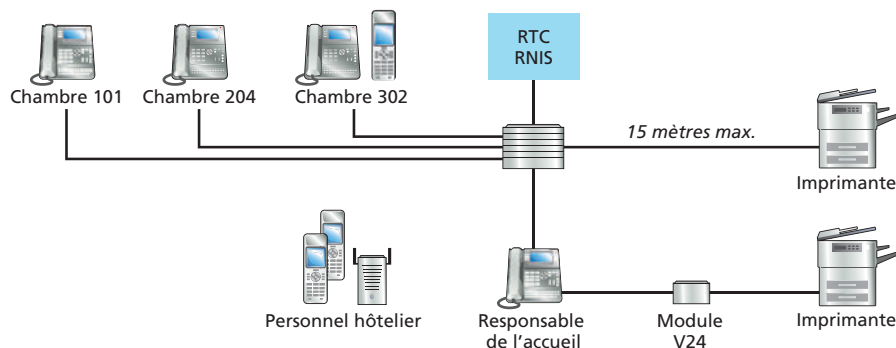 RTC
RNIS
Chambre 101
Chambre 204
Chambre 302
15 mètres max.
Imprimante
Personnel hôtelier
Responsable
de l'accueil
Module
V24
Imprimante